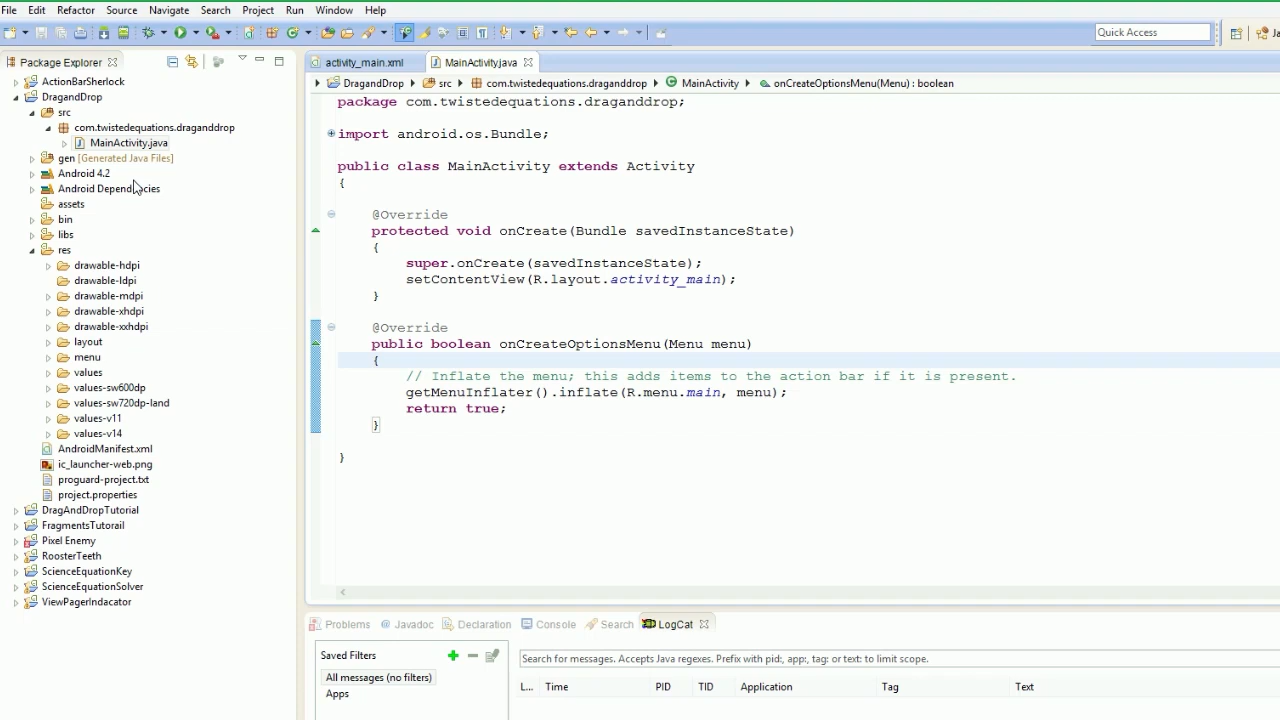 File Edit Refactor Source Navigate Search Project Run Window Help
Quick Access
Ja
Package Explorer
ActionBarSherlock
DragandDrop
src
com.twistedequations.draganddrop
MainActivity.java
gen [Generated Java Files]
Android 4.2
Android Dependencies
assets
bin
libs
res
drawable-hdpi
drawable-ldpi
drawable-mdpi
drawable-xhdpi
drawable-xxhdpi
layout
menu
values
values-sw600dp
values-sw720dp-land
values-v11
values-v14
AndroidManifest.xml
ic_launcher-web.png
proguard-project.txt
project.properties
DragAndDropTutorial
FragmentsTutorail
Pixel Enemy
RoosterTeeth
ScienceEquationKey
ScienceEquationSolver
ViewPagerIndacator
activity_main.xml MainActivity.java
DragandDrop src com.twistedequations.draganddrop MainActivity onCreateOptionsMenu(Menu) : boolean
package com.twistedequations.draganddrop;
import android.os.Bundle;
public class MainActivity extends Activity
{
@Override
protected void onCreate(Bundle savedInstanceState)
{
super.onCreate(savedInstanceState);
setContentView(R.layout.activity_main);
}
@Override
public boolean onCreateOptionsMenu(Menu menu)
{
// Inflate the menu; this adds items to the action bar if it is present.
getMenuInflater().inflate(R.menu.main, menu);
return true;
}
}
Problems @ Javadoc Declaration Console Search LogCat
Saved Filters
All messages (no filters)
Apps
Search for messages. Accepts Java regexes. Prefix with pid:, app:, tag: or text: to limit scope.
L... Time PID TID Application Tag Text